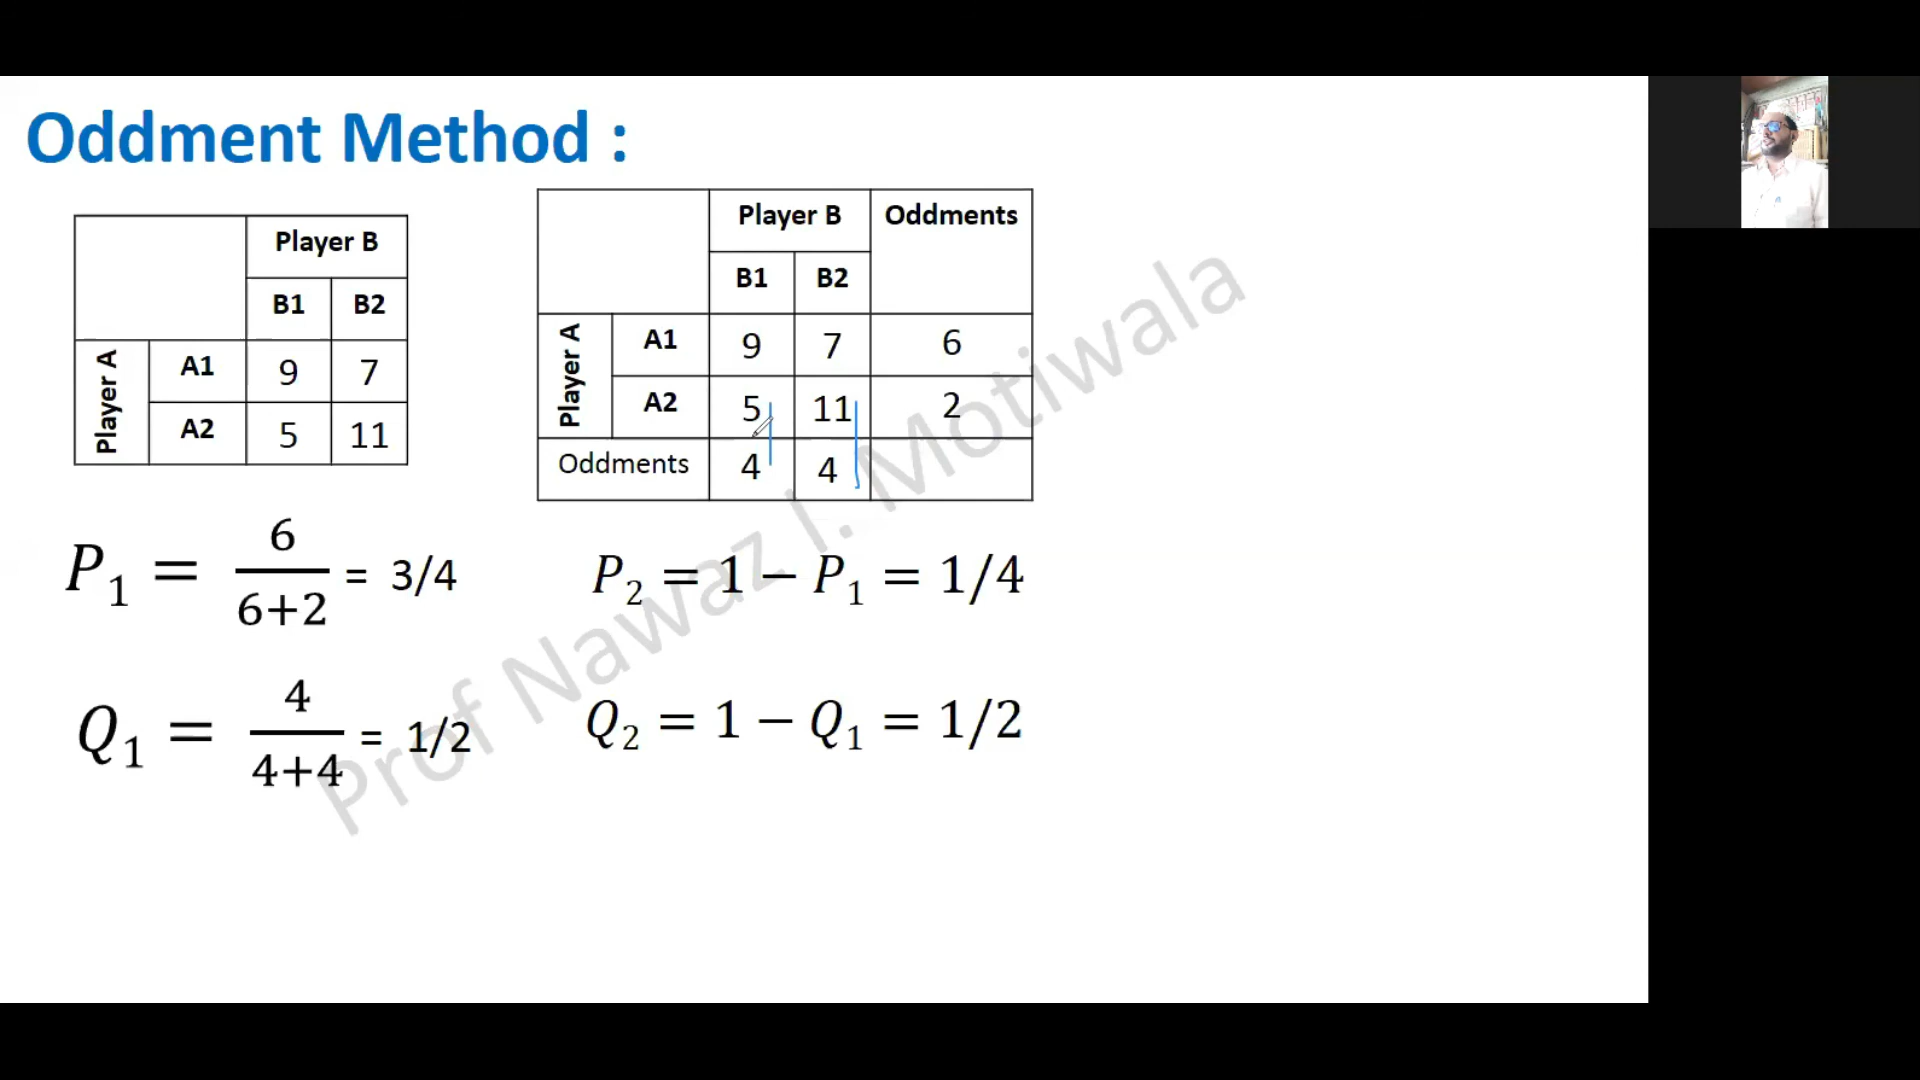 Oddment Method :
Player B
B1 B2
Player A
A1 9 7
A2 5 11
Player B Oddments
B1 B2
Player A
A1 9 7 6
A2 5 11 2
Oddments 4 4
P₁ = 6/6+2 = 3/4
P₂ = 1 − P₁ = 1/4
Q₁ = 4/4+4 = 1/2
Q₂ = 1 − Q₁ = 1/2
Prof Nawaz I. Motiwala